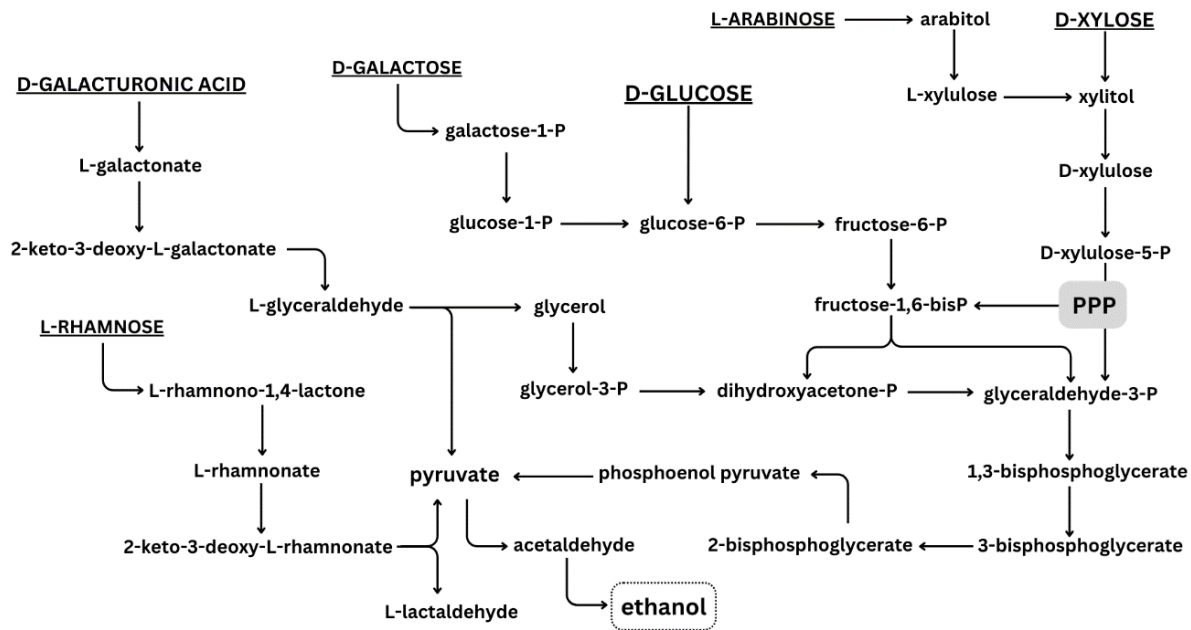 L-ARABINOSE
arabitol
D-XYLOSE
D-GALACTURONIC ACID
D-GALACTOSE
D-GLUCOSE
L-xylulose
xylitol
galactose-1-P
L-galactonate
D-xylulose
glucose-1-P
glucose-6-P
fructose-6-P
2-keto-3-deoxy-L-galactonate
D-xylulose-5-P
L-glyceraldehyde
glycerol
fructose-1,6-bisP
PPP
L-RHAMNOSE
L-rhamnono-1,4-lactone
glycerol-3-P
dihydroxyacetone-P
glyceraldehyde-3-P
L-rhamnonate
pyruvate
phosphoenol pyruvate
1,3-bisphosphoglycerate
2-keto-3-deoxy-L-rhamnonate
acetaldehyde
2-bisphosphoglycerate
3-bisphosphoglycerate
L-lactaldehyde
ethanol